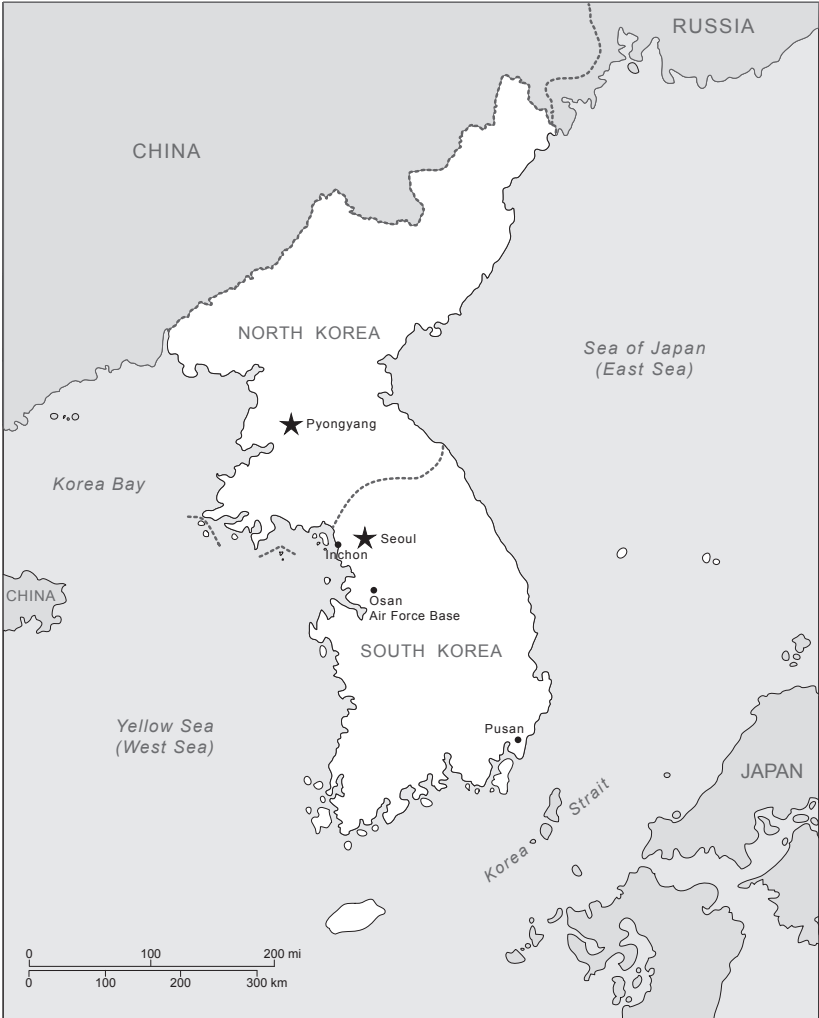 RUSSIA
CHINA
NORTH KOREA
Sea of Japan
(East Sea)
Pyongyang
Korea Bay
Seoul
Inchon
CHINA
Osan
Air Force Base
SOUTH KOREA
Yellow Sea
(West Sea)
Pusan
JAPAN
Korea Strait
0 100 200 mi
0 100 200 300 km